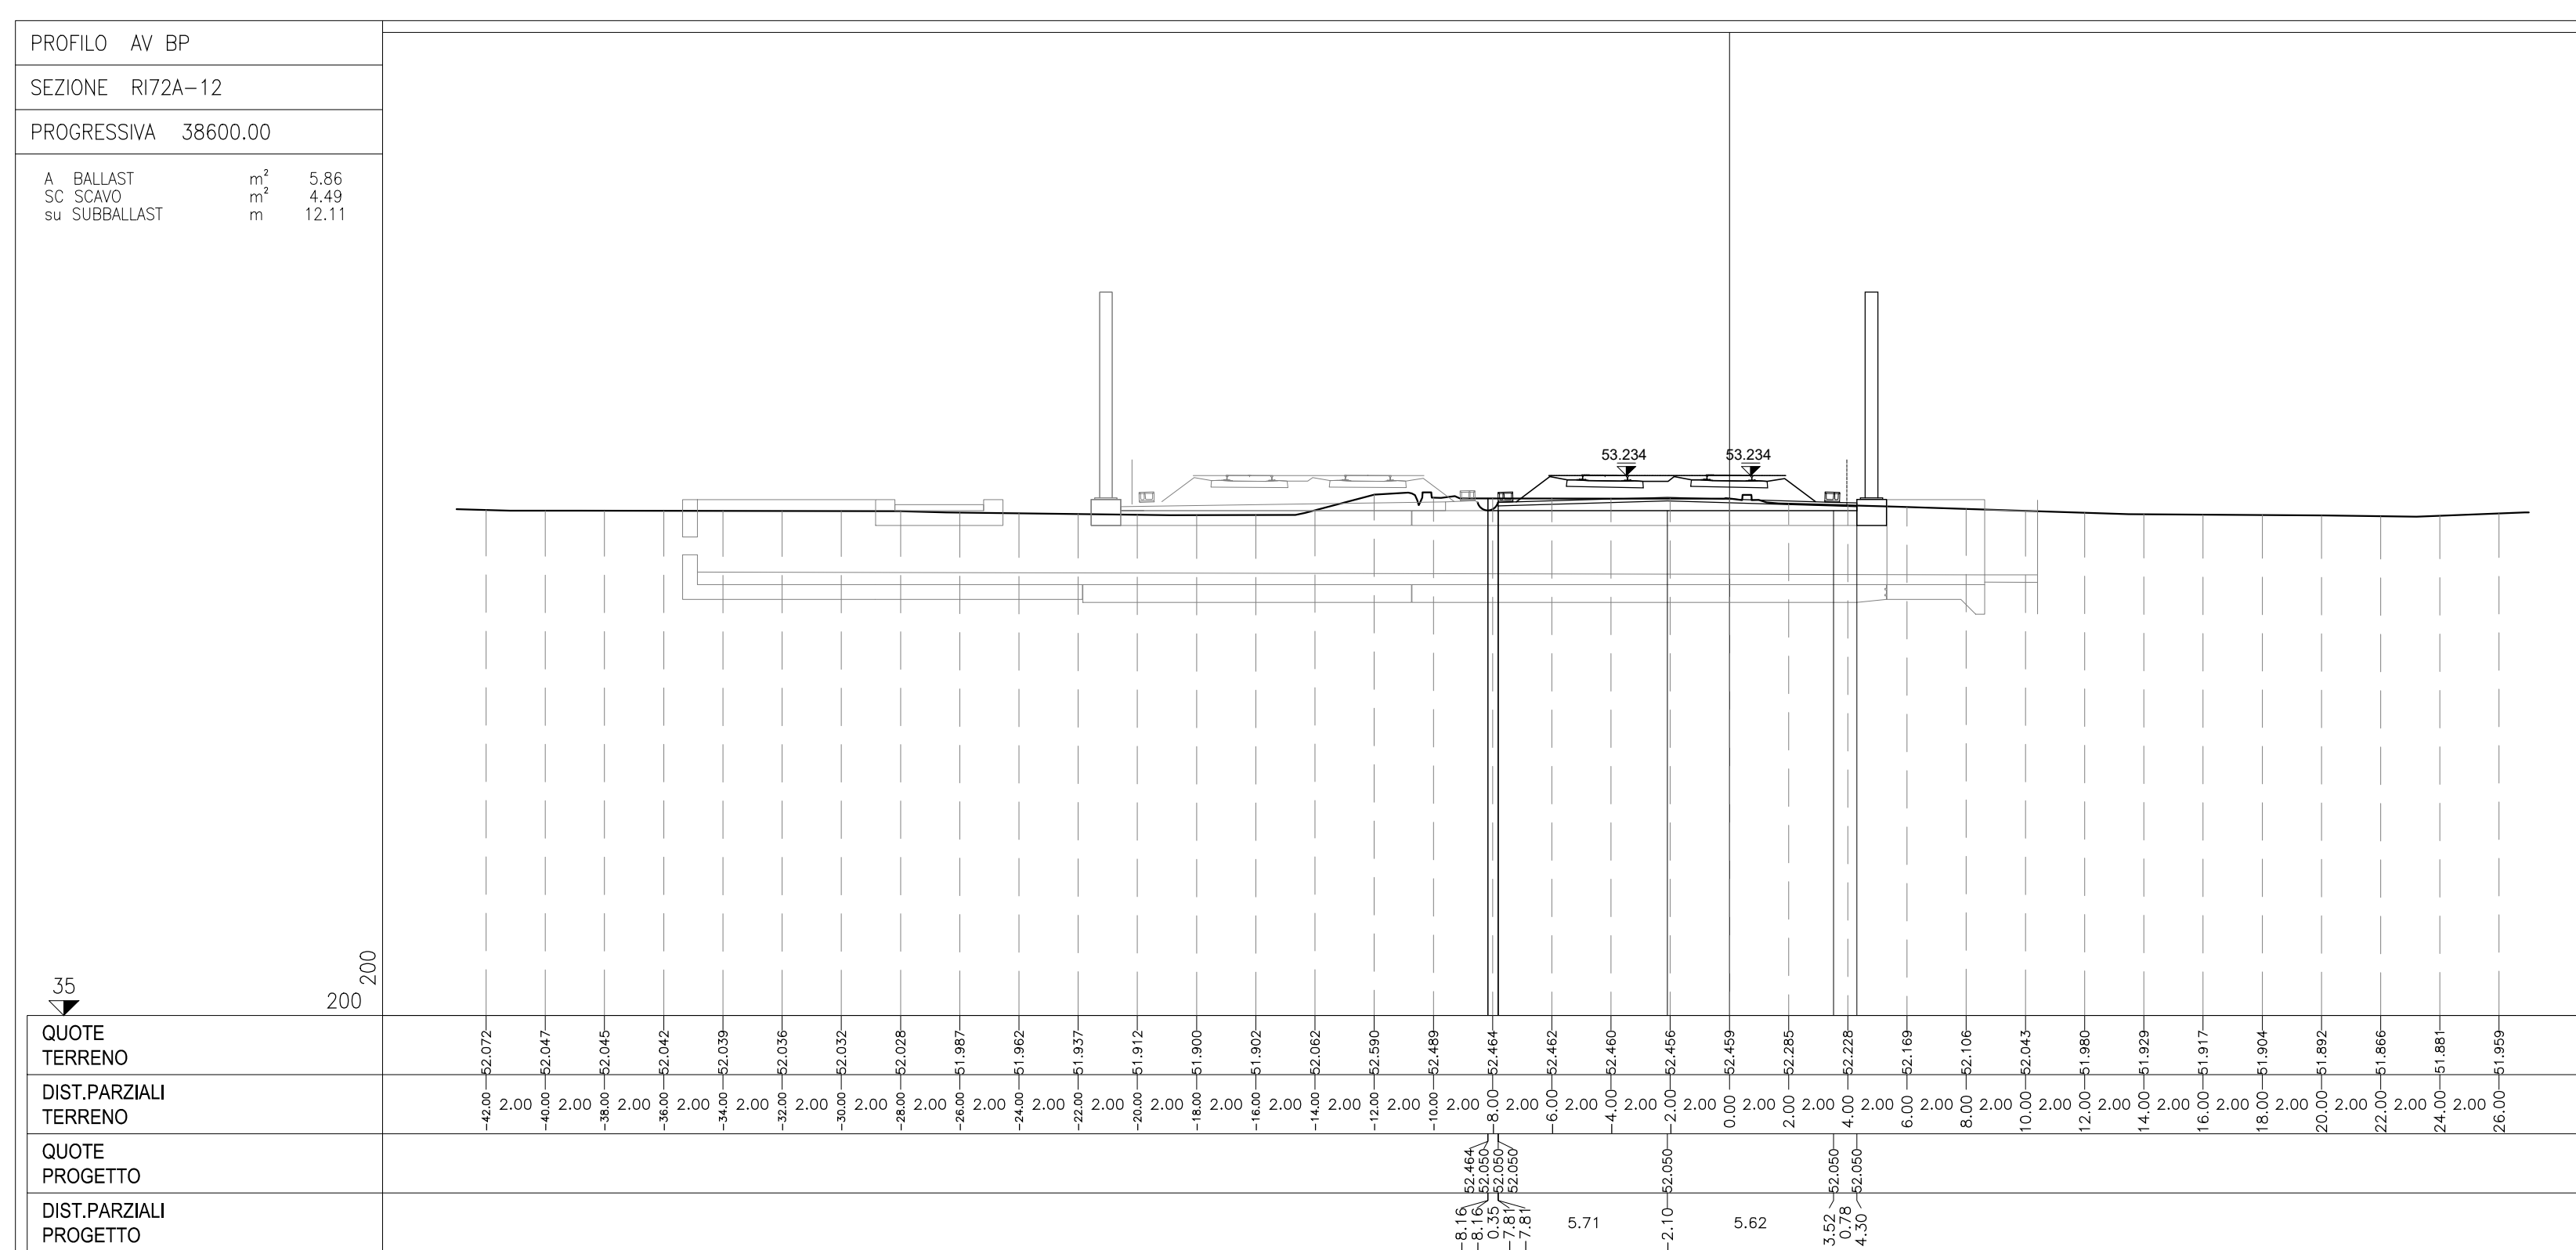 PROFILO AV BP
SEZIONE RI72A-12
PROGRESSIVA 38600.00
A BALLAST m² 5.86
SC SCAVO m² 4.49
su SUBBALLAST m 12.11
53.234 53.234
35
200
200
QUOTE
TERRENO
52.072 52.047 52.045 52.042 52.039 52.036 52.032 52.028 51.987 51.962 51.937 51.912 51.900 51.902 52.062 52.590 52.489 52.464 52.462 52.460 52.456 52.459 52.285 52.228 52.169 52.106 52.043 51.980 51.929 51.917 51.904 51.892 51.866 51.881 51.959
DIST.PARZIALI
TERRENO
-42.00 2.00 -40.00 2.00 -38.00 2.00 -36.00 2.00 -34.00 2.00 -32.00 2.00 -30.00 2.00 -28.00 2.00 -26.00 2.00 -24.00 2.00 -22.00 2.00 -20.00 2.00 -18.00 2.00 -16.00 2.00 -14.00 2.00 -12.00 2.00 -10.00 2.00 -8.00 2.00 -6.00 2.00 -4.00 2.00 -2.00 2.00 0.00 2.00 2.00 2.00 4.00 2.00 6.00 2.00 8.00 2.00 10.00 2.00 12.00 2.00 14.00 2.00 16.00 2.00 18.00 2.00 20.00 2.00 22.00 2.00 24.00 2.00 26.00
QUOTE
PROGETTO
52.464 52.050 52.050 52.050 52.050 52.050 52.050
DIST.PARZIALI
PROGETTO
-8.16 -8.16 0.35 -7.81 -7.81 5.71 -2.10 5.62 3.52 0.78 4.30